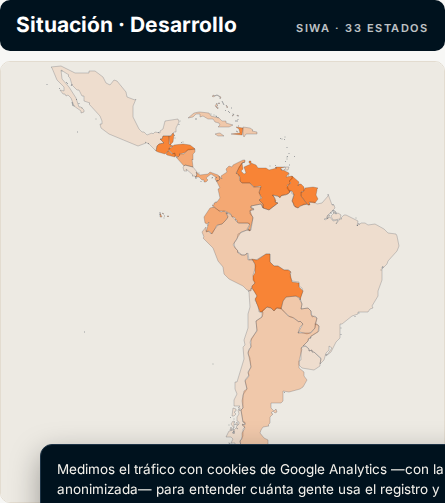 Situación · Desarrollo
SIWA · 33 ESTADOS
Medimos el tráfico con cookies de Google Analytics —con la
anonimizada— para entender cuánta gente usa el registro y